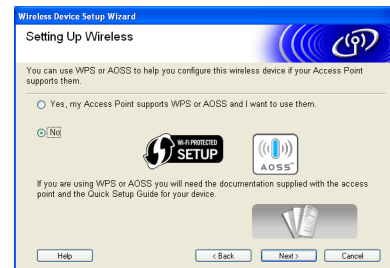 Wireless Device Setup Wizard
Setting Up Wireless
You can use WPS or AOSS to help you configure this wireless device if your Access Point
supports them.
Yes, my Access Point supports WPS or AOSS and I want to use them.
No
WI-FI PROTECTED
SETUP
AOSS
If you are using WPS or AOSS you will need the documentation supplied with the access
point and the Quick Setup Guide for your device.
Help
< Back
Next >
Cancel